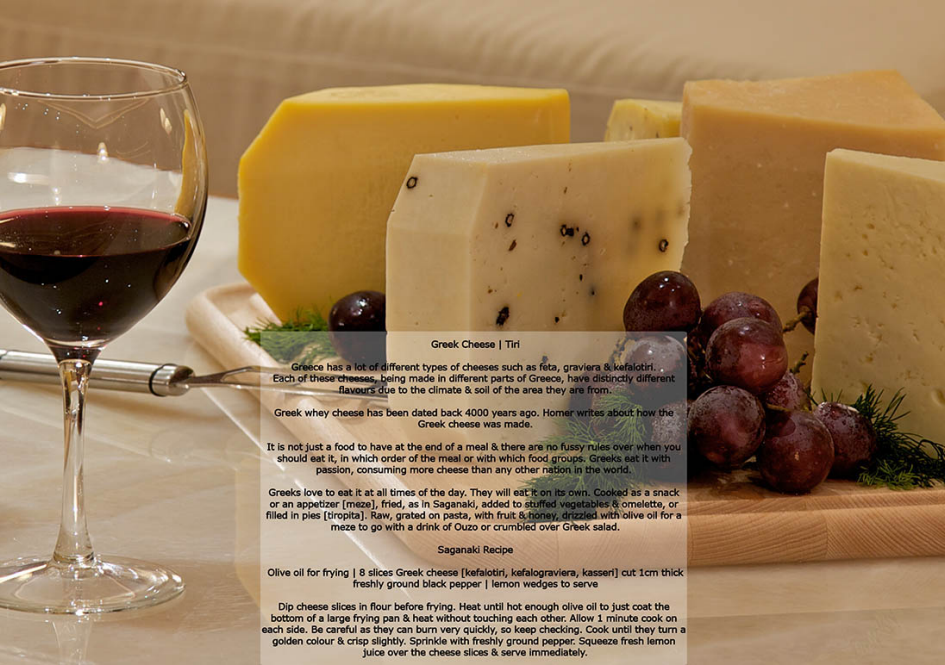 Greek Cheese | Tiri
Greece has a lot of different types of cheeses such as feta, graviera & kefalotiri.
Each of these cheeses, being made in different parts of Greece, have distinctly different
flavours due to the climate & soil of the area they are from.
Greek whey cheese has been dated back 4000 years ago. Homer writes about how the
Greek cheese was made.
It is not just a food to have at the end of a meal & there are no fussy rules over when you
should eat it, in which order of the meal or with which food groups. Greeks eat it with
passion, consuming more cheese than any other nation in the world.
Greeks love to eat it at all times of the day. They will eat it on its own. Cooked as a snack
or an appetizer [meze], fried, as in Saganaki, added to stuffed vegetables & omelette, or
filled in pies [tiropita]. Raw, grated on pasta, with fruit & honey, drizzled with olive oil for a
meze to go with a drink of Ouzo or crumbled over Greek salad.
Saganaki Recipe
Olive oil for frying | 8 slices Greek cheese [kefalotiri, kefalograviera, kasseri] cut 1cm thick
freshly ground black pepper | lemon wedges to serve
Dip cheese slices in flour before frying. Heat until hot enough olive oil to just coat the
bottom of a large frying pan & heat without touching each other. Allow 1 minute cook on
each side. Be careful as they can burn very quickly, so keep checking. Cook until they turn a
golden colour & crisp slightly. Sprinkle with freshly ground pepper. Squeeze fresh lemon
juice over the cheese slices & serve immediately.